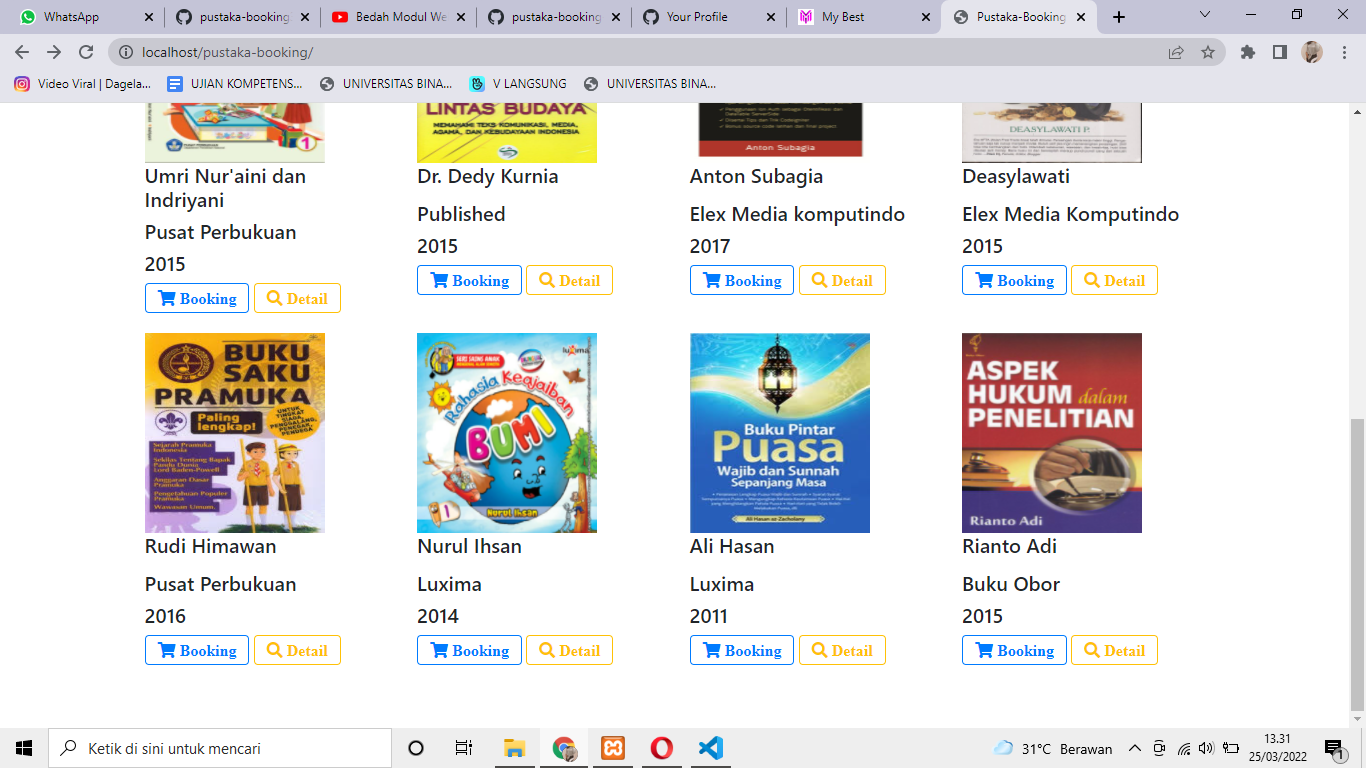 WhatsApp
pustaka-booking
Bedah Modul We
pustaka-booking
Your Profile
My Best
Pustaka-Booking
localhost/pustaka-booking/
Video Viral | Dagela...
UJIAN KOMPETENS...
UNIVERSITAS BINA...
V LANGSUNG
UNIVERSITAS BINA...
1
LINTAS BUDAYA
MEMAHAMI TEKS KOMUNIKASI, MEDIA,
AGAMA, DAN KEBUDAYAAN INDONESIA
Anton Subagia
DEASYLAWATI P.
Umri Nur'aini dan
Indriyani
Pusat Perbukuan
2015
Booking
Detail
Dr. Dedy Kurnia
Published
2015
Booking
Detail
Anton Subagia
Elex Media komputindo
2017
Booking
Detail
Deasylawati
Elex Media Komputindo
2015
Booking
Detail
BUKU
SAKU
PRAMUKA
Paling
lengkap!
UNTUK
TINGKAT
SIAGA,
PENGGALANG,
PENEGAK,
PENDEGA
Sejarah Pramuka
Indonesia
Sekilas Tentang Bapak
Pandu Dunia
Lord Baden-Powell
Anggaran Dasar
Pramuka
Pengetahuan Populer
Pramuka
Wawasan Umum.
Rudi Himawan
Pusat Perbukuan
2016
Booking
Detail
luxima
Rahasia Keajaiban
BUMI
1
Nurul Ihsan
Nurul Ihsan
Luxima
2014
Booking
Detail
Buku Pintar
Puasa
Wajib dan Sunnah
Sepanjang Masa
Ali Hasan
Luxima
2011
Booking
Detail
ASPEK
HUKUM dalam
PENELITIAN
Rianto Adi
Rianto Adi
Buku Obor
2015
Booking
Detail
Ketik di sini untuk mencari
31°C Berawan
13.31
25/03/2022
1